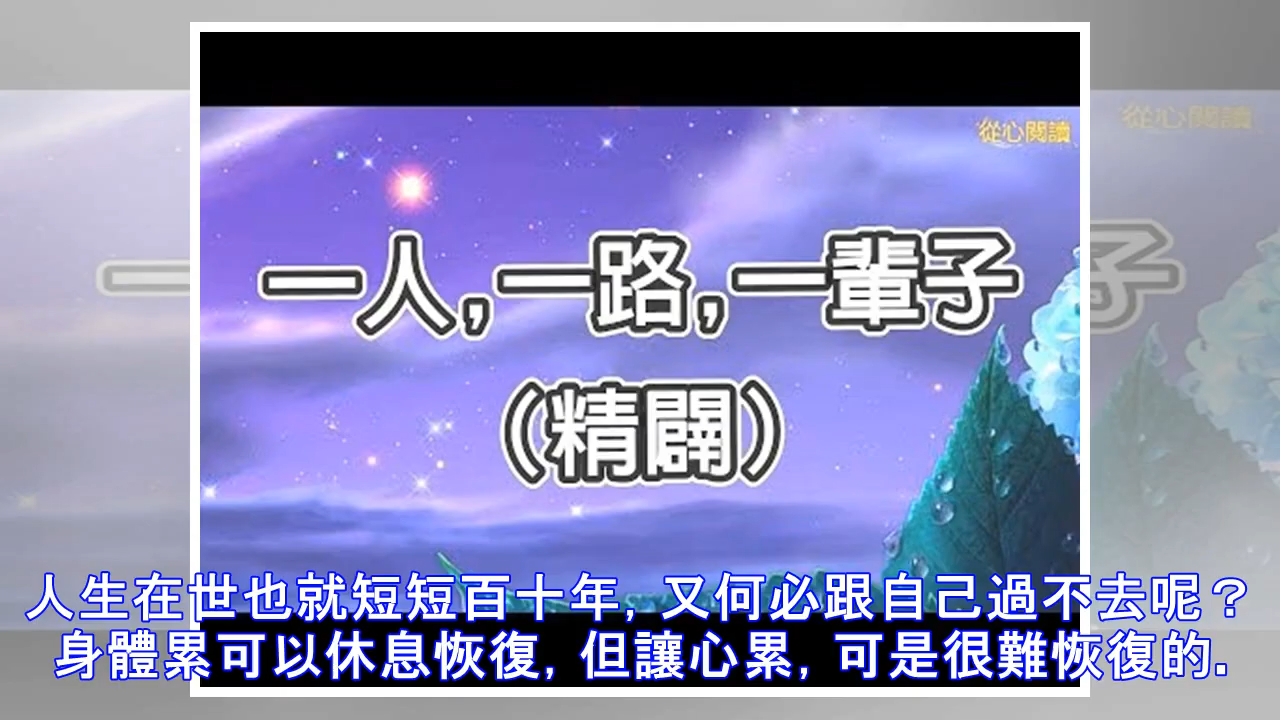 從心閱讀
一人,一路,一輩子
(精闢)
人生在世也就短短百十年,又何必跟自己過不去呢？
身體累可以休息恢復,但讓心累,可是很難恢復的.